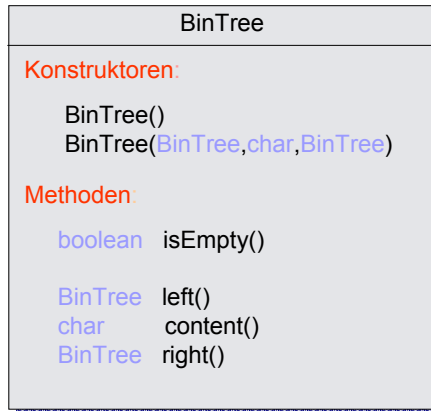 BinTree
Konstruktoren:
BinTree()
BinTree(BinTree,char,BinTree)
Methoden:
boolean isEmpty()
BinTree left()
char content()
BinTree right()